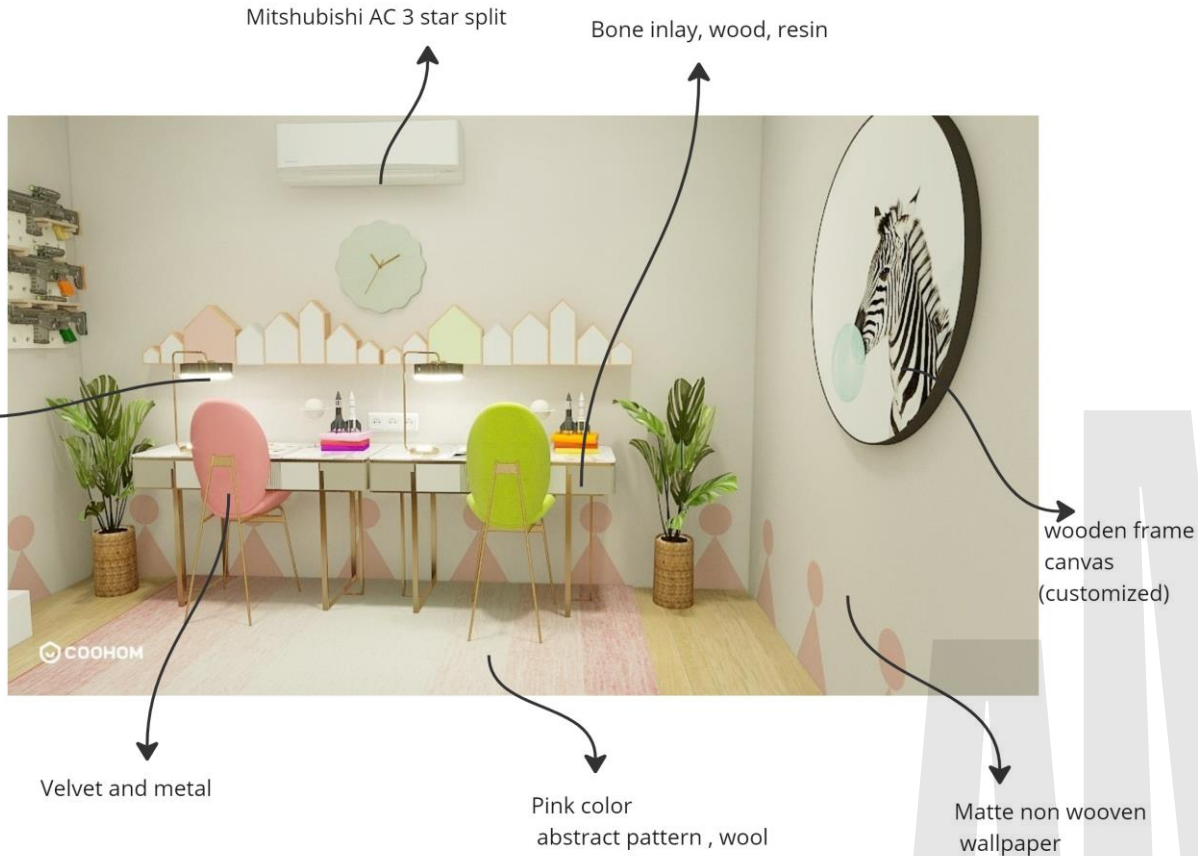 Mitshubishi AC 3 star split
Bone inlay, wood, resin
wooden frame
canvas
(customized)
COOHOM
Velvet and metal
Pink color
abstract pattern , wool
Matte non wooven
wallpaper